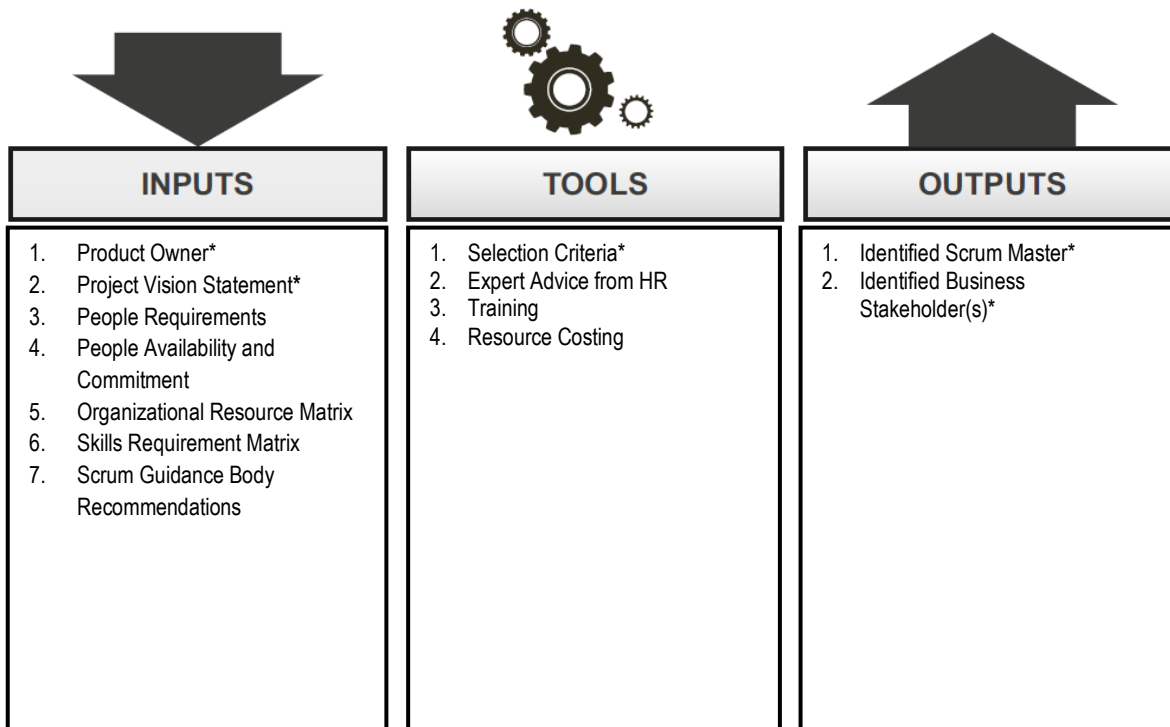 INPUTS
1. Product Owner*
2. Project Vision Statement*
3. People Requirements
4. People Availability and
Commitment
5. Organizational Resource Matrix
6. Skills Requirement Matrix
7. Scrum Guidance Body
Recommendations
TOOLS
1. Selection Criteria*
2. Expert Advice from HR
3. Training
4. Resource Costing
OUTPUTS
1. Identified Scrum Master*
2. Identified Business
Stakeholder(s)*